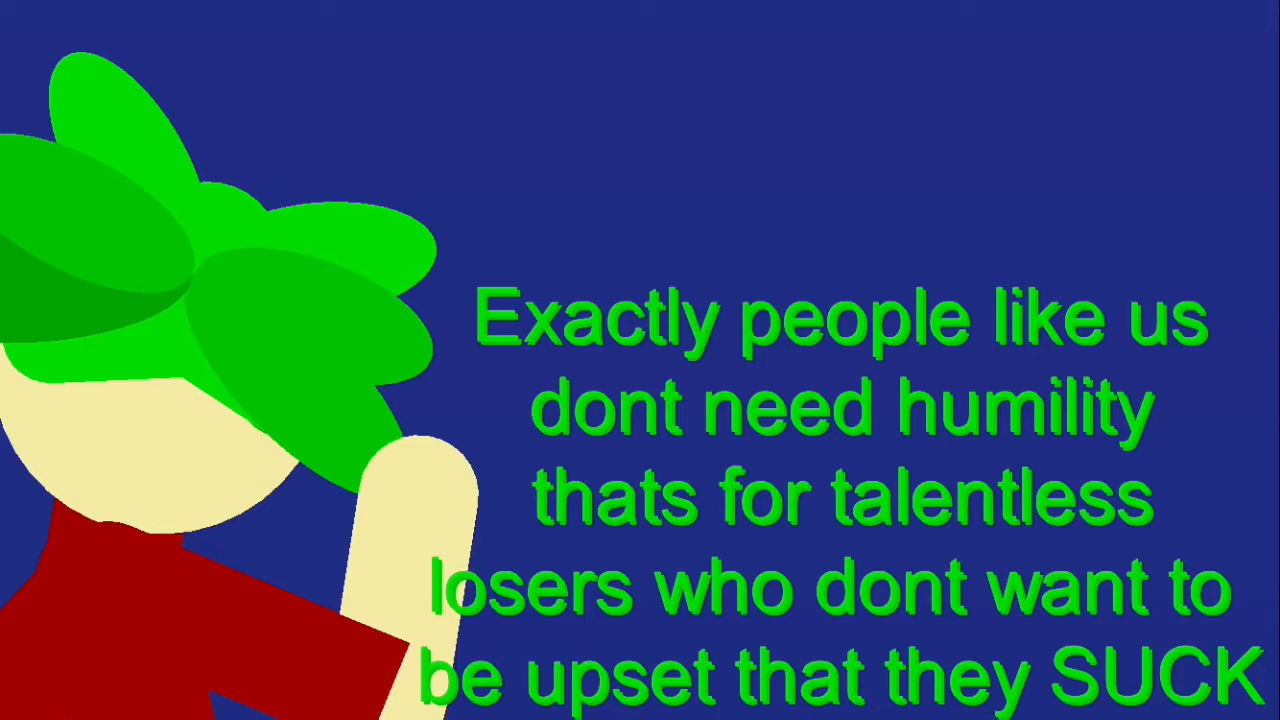 Exactly people like us
dont need humility
thats for talentless
losers who dont want to
be upset that they SUCK